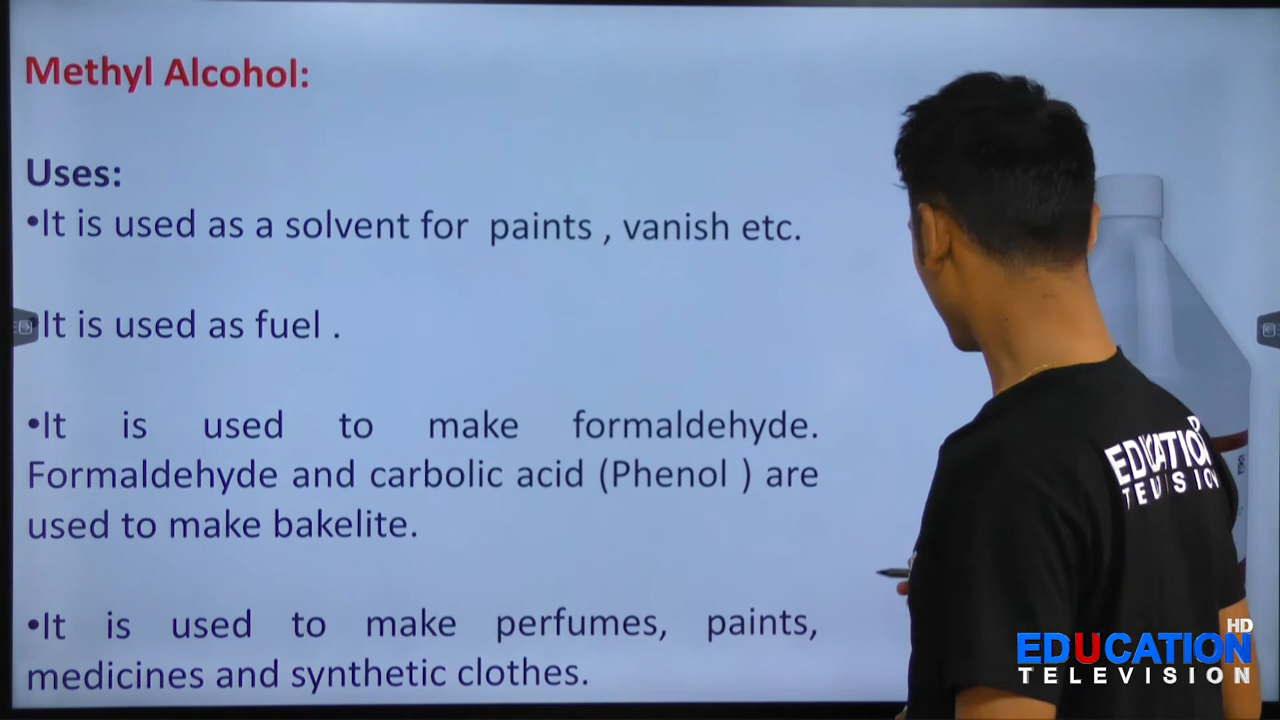 Methyl Alcohol:
Uses:
•It is used as a solvent for paints , vanish etc.
•It is used as fuel .
•It is used to make formaldehyde.
Formaldehyde and carbolic acid (Phenol ) are
used to make bakelite.
•It is used to make perfumes, paints,
medicines and synthetic clothes.
EDUCATION
TELEVISION
HD
EDUCATION
TELEVISION